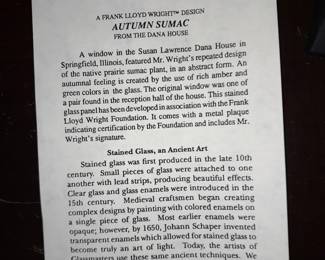 A FRANK LLOYD WRIGHT™ DESIGN
AUTUMN SUMAC
FROM THE DANA HOUSE
A window in the Susan Lawrence Dana House in
Springfield, Illinois, featured Mr. Wright's repeated design
of the native prairie sumac plant, in an abstract form. An
autumnal feeling is created by the use of rich amber and
green colors in the glass. The original window was one of
a pair found in the reception hall of the house. This stained
glass panel has been developed in association with the Frank
Lloyd Wright Foundation. It comes with a metal plaque
indicating certification by the Foundation and includes Mr.
Wright's signature.
Stained Glass, an Ancient Art
Stained glass was first produced in the late 10th
century. Small pieces of glass were attached to one
another with lead strips, producing beautiful effects.
Clear glass and glass enamels were introduced in the
15th century. Medieval craftsmen began creating
complex designs by painting with colored enamels on
a single piece of glass. Most earlier enamels were
opaque; however, by 1650, Johann Schaper invented
transparent enamels which allowed for stained glass to
become truly an art of light. Today, the artists of
Glassmasters use these same ancient techniques. We